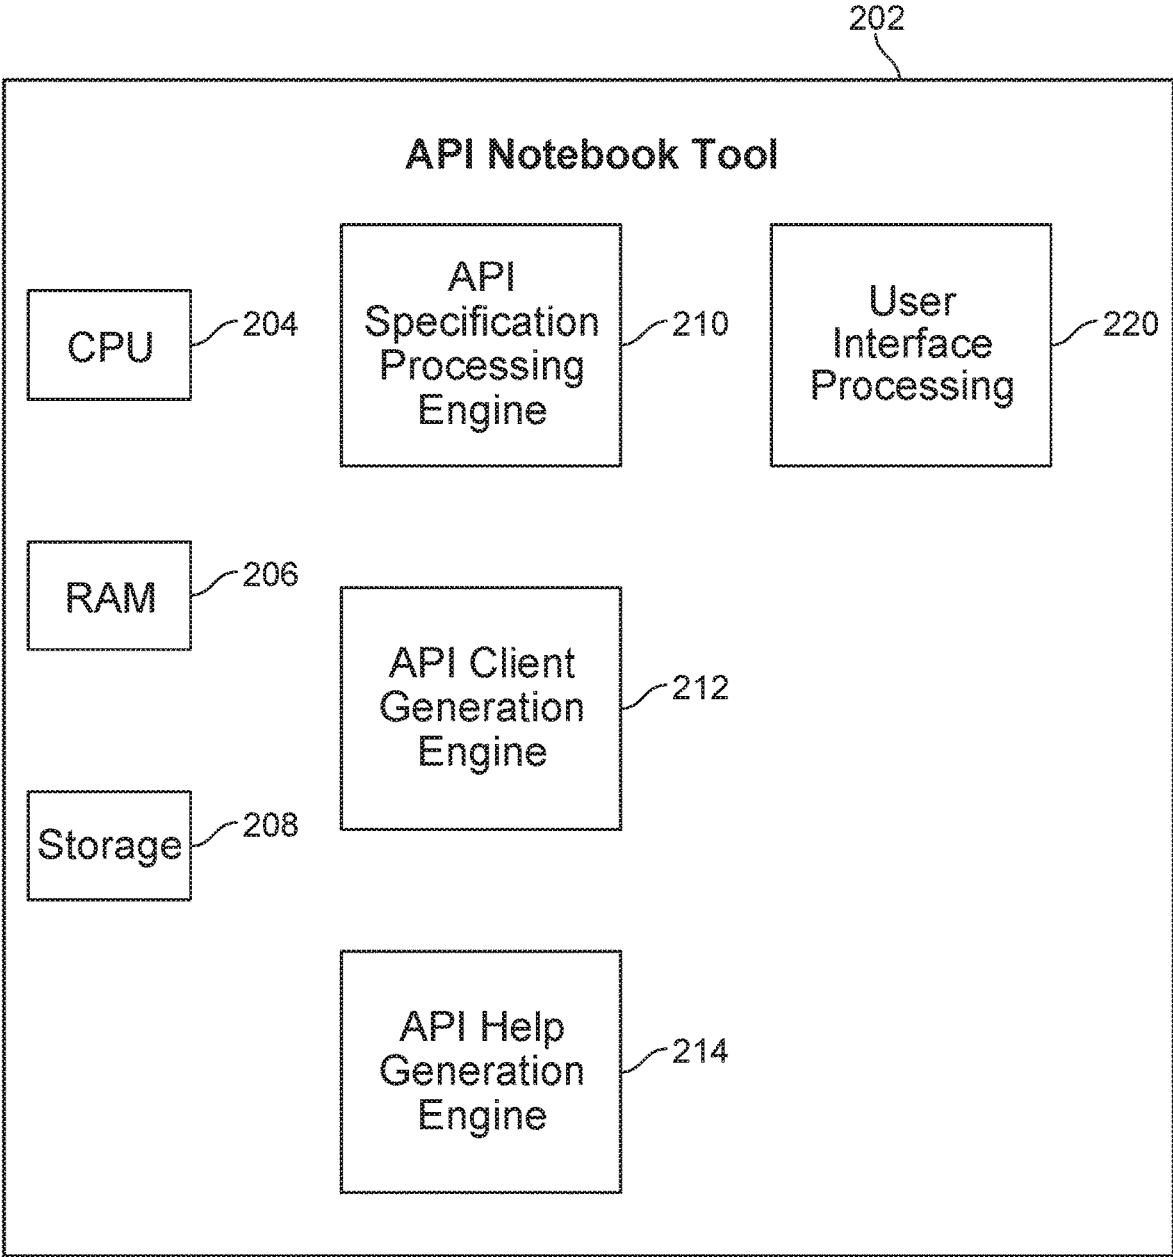 202
API Notebook Tool
API
Specification
Processing
Engine
210
User
Interface
Processing
220
CPU
204
RAM
206
API Client
Generation
Engine
212
Storage
208
API Help
Generation
Engine
214